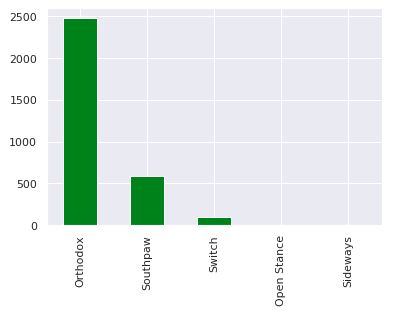 2500
2000
1500
1000
500
0
Orthodox
Southpaw
Switch
Open Stance
Sideways